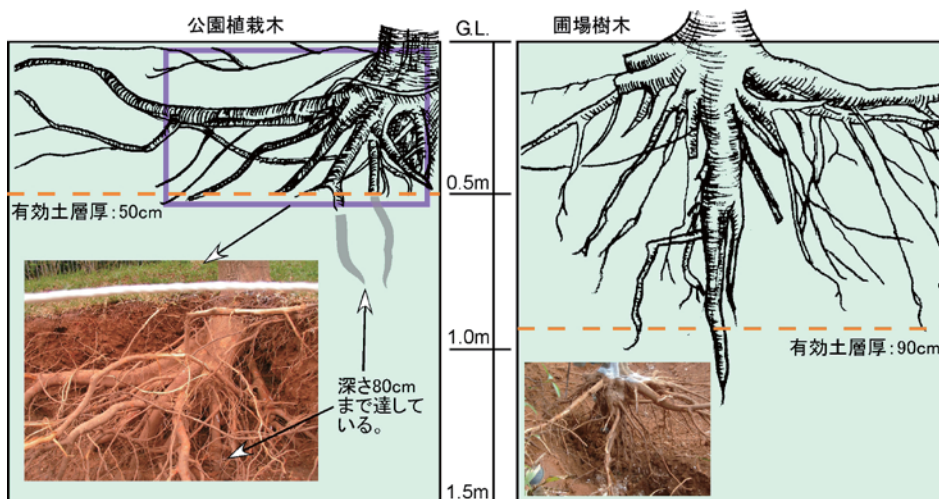 公園植栽木
G.L.
圃場樹木
有効土層厚：50cm
0.5m
1.0m
1.5m
深さ80cm
まで達して
いる。
有効土層厚：90cm